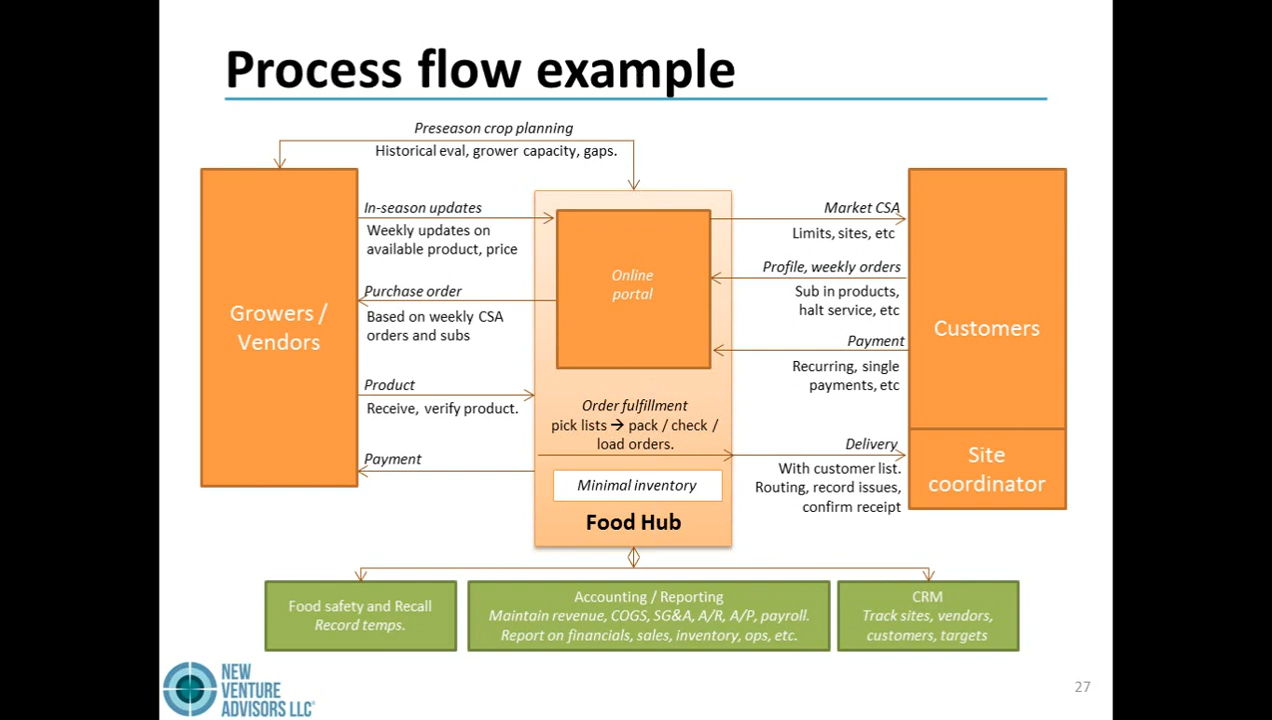 Process flow example
Preseason crop planning
Historical eval, grower capacity, gaps.
Growers /
Vendors
In-season updates
Weekly updates on
available product, price
Purchase order
Based on weekly CSA
orders and subs
Product
Receive, verify product.
Payment
Online
portal
Order fulfillment
pick lists → pack / check /
load orders.
Minimal inventory
Food Hub
Market CSA
Limits, sites, etc
Profile, weekly orders
Sub in products,
halt service, etc
Payment
Recurring, single
payments, etc
Delivery
With customer list.
Routing, record issues,
confirm receipt
Customers
Site
coordinator
Food safety and Recall
Record temps.
Accounting / Reporting
Maintain revenue, COGS, SG&A, A/R, A/P, payroll.
Report on financials, sales, inventory, ops, etc.
CRM
Track sites, vendors,
customers, targets
NEW
VENTURE
ADVISORS LLC
27